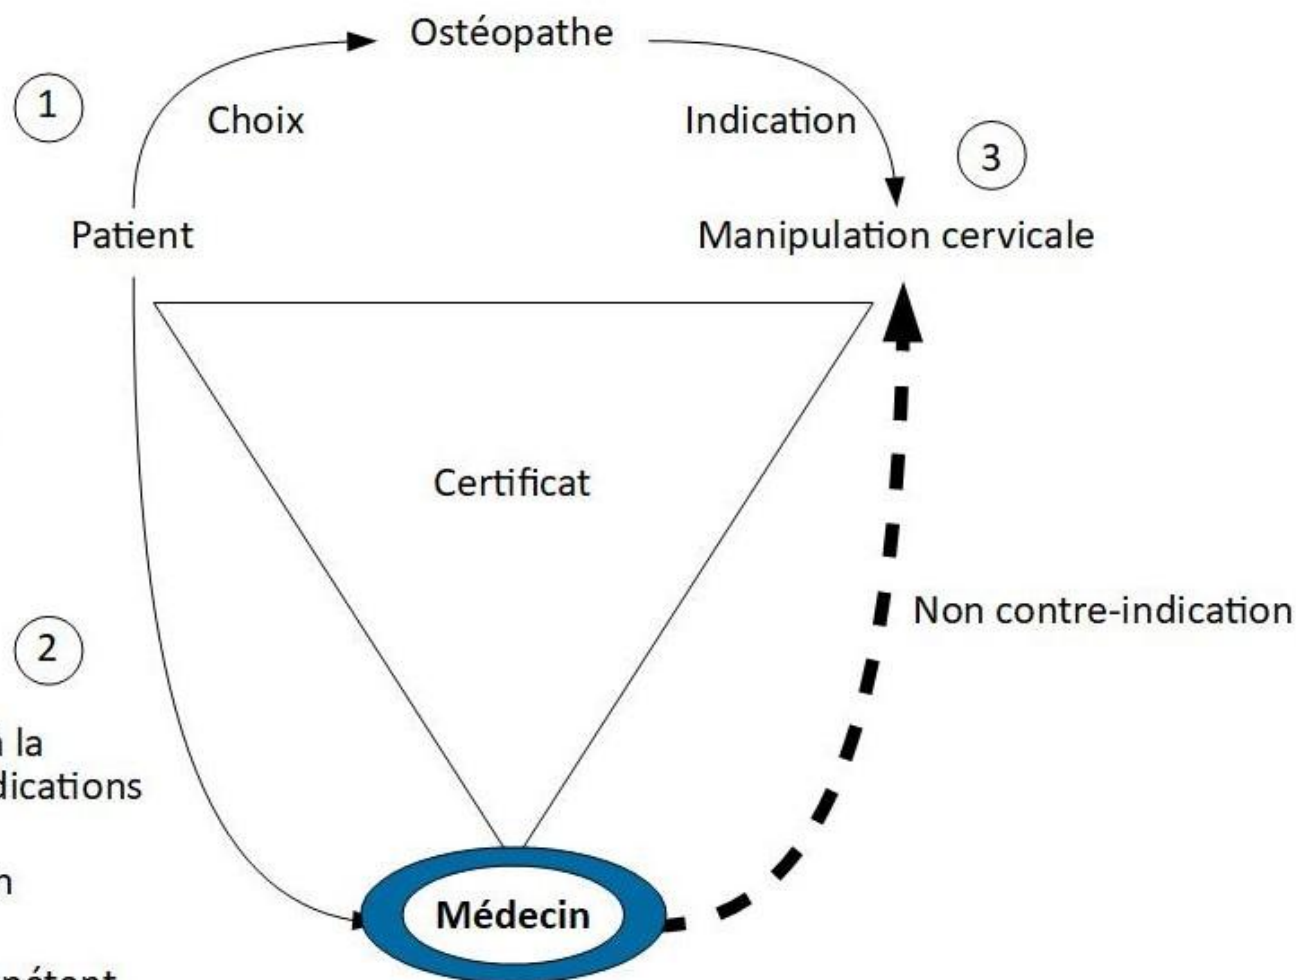 Ostéopathe
1
Choix
Indication
3
Patient
Manipulation cervicale
Certificat
Non contre-indication
2
la
dications
Médecin